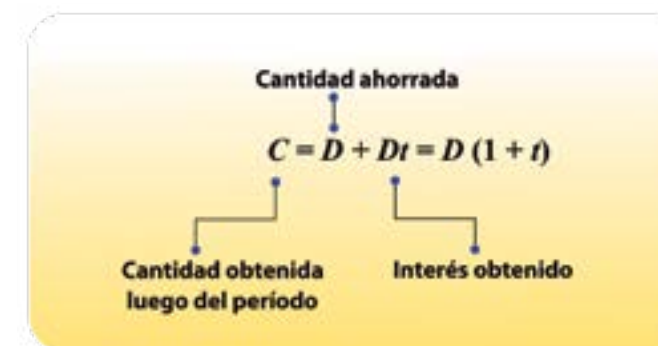 Cantidad ahorrada
C = D + Dt = D (1 + t)
Cantidad obtenida
luego del período
Interés obtenido